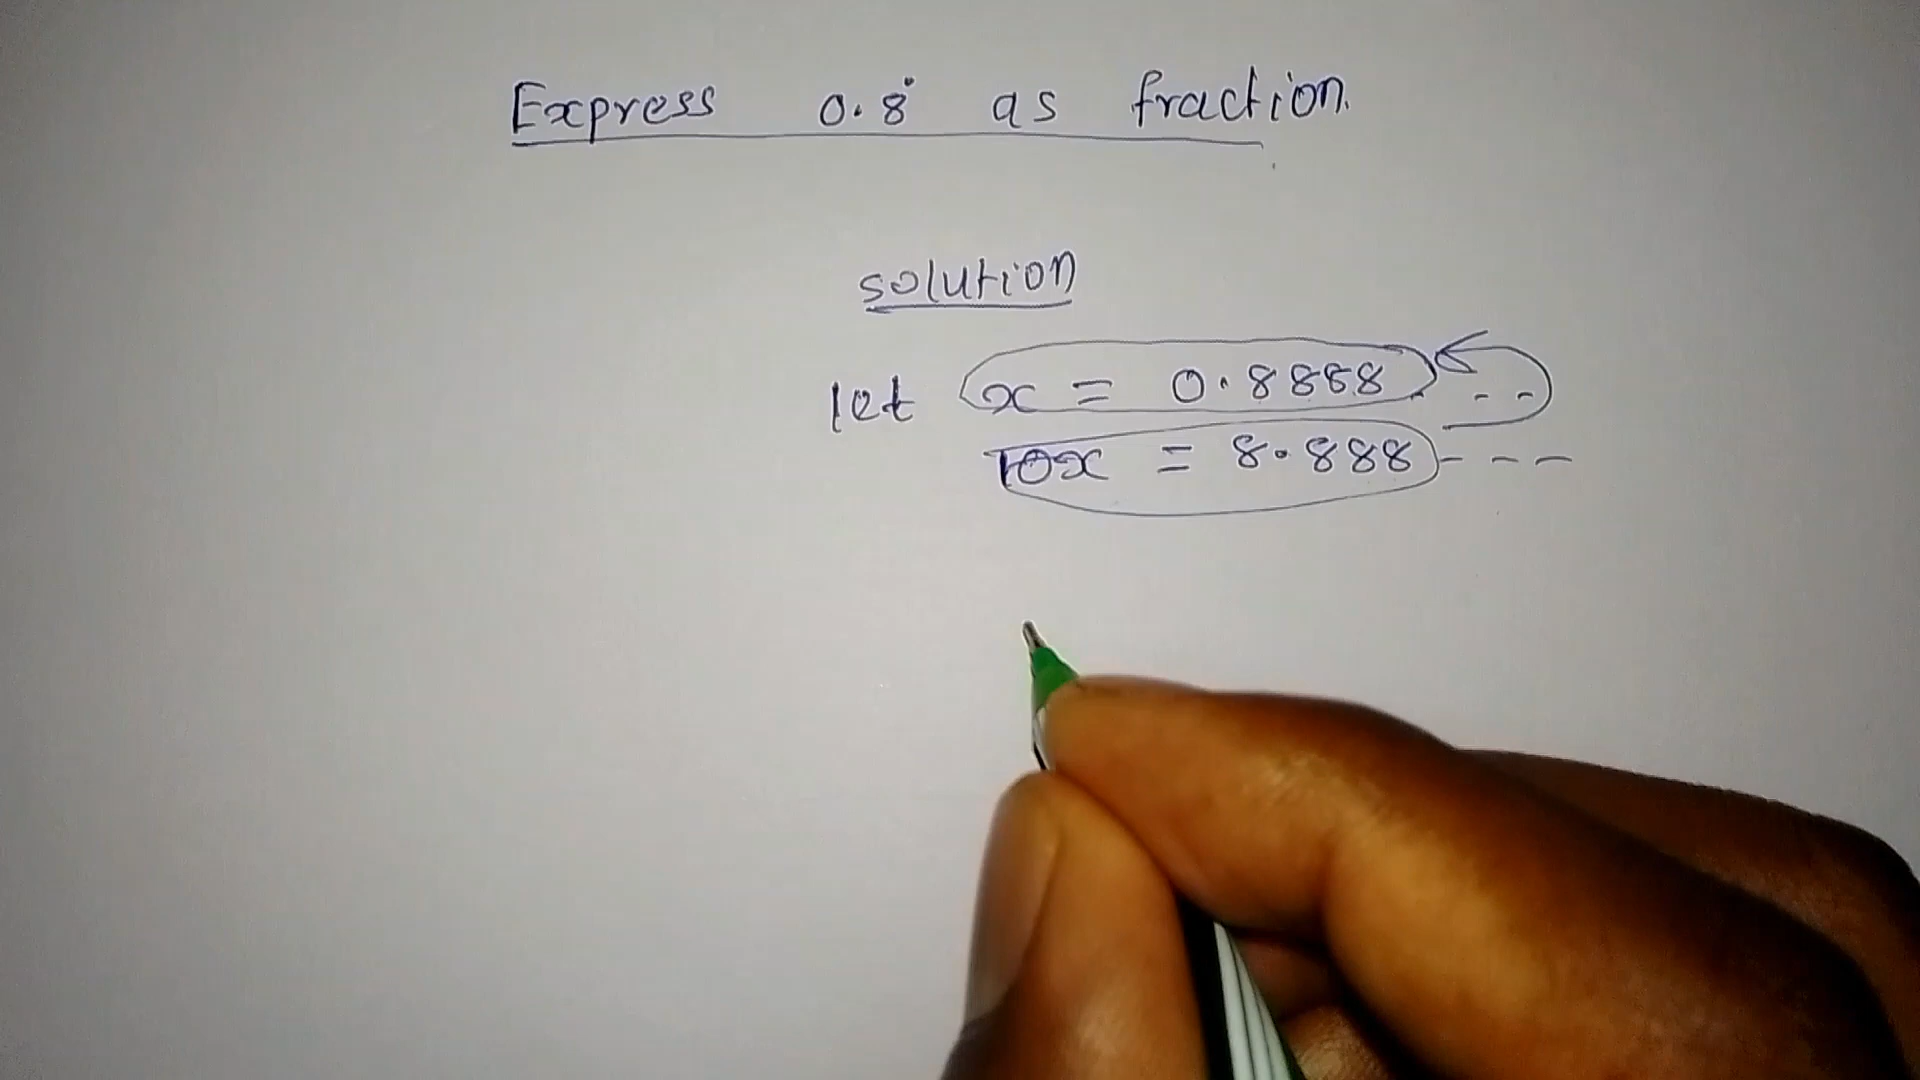 Express 0.8̇ as fraction.
solution
let x = 0.8888 . - -
10x = 8.888 - - -